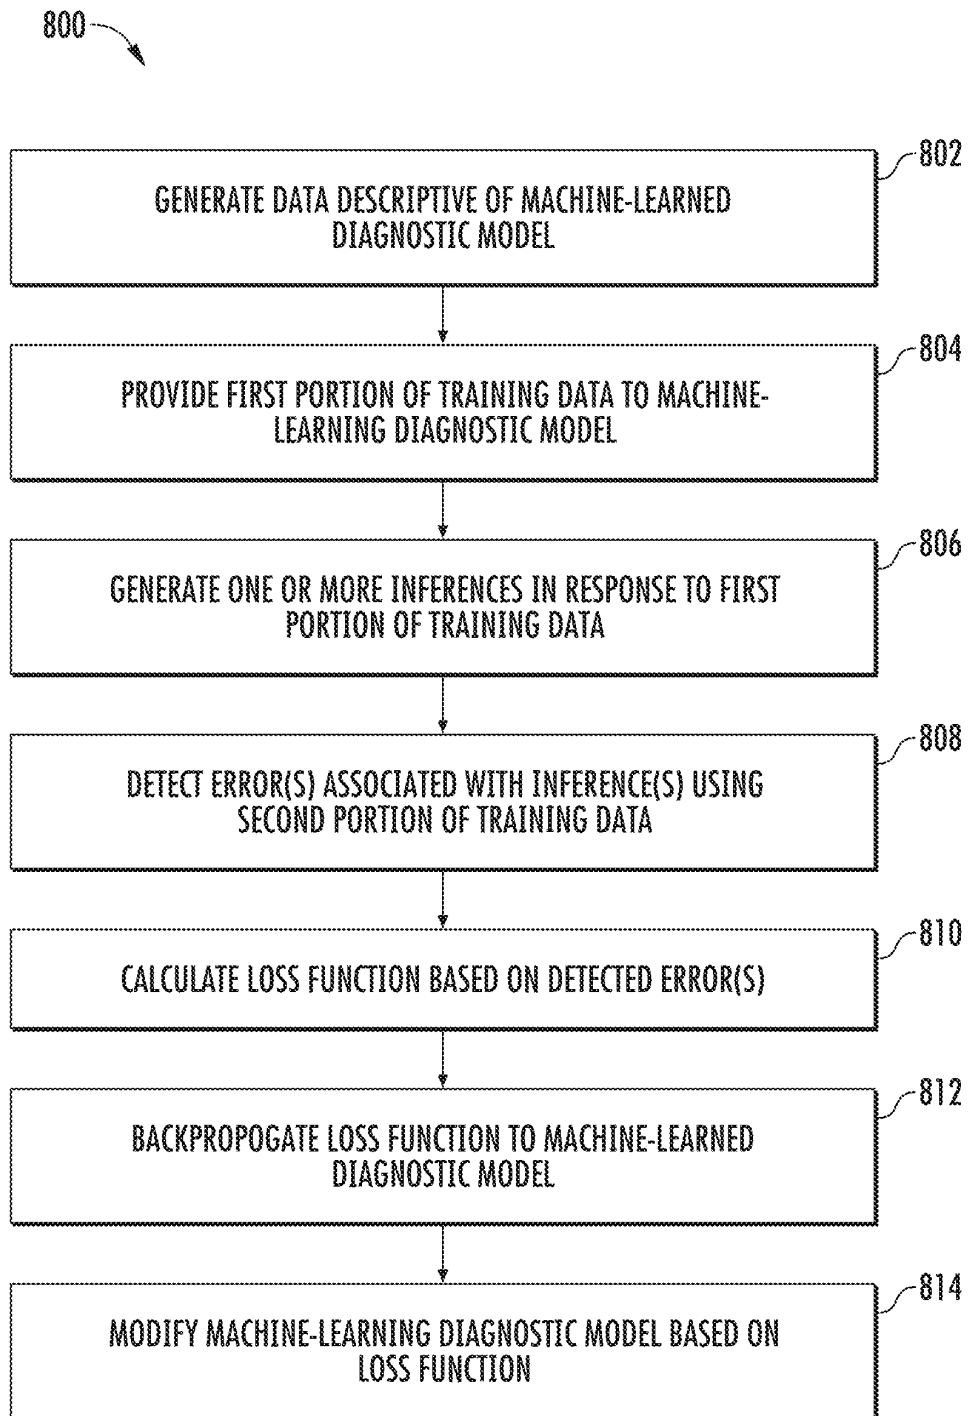 800
802
GENERATE DATA DESCRIPTIVE OF MACHINE-LEARNED
DIAGNOSTIC MODEL
804
PROVIDE FIRST PORTION OF TRAINING DATA TO MACHINE-
LEARNING DIAGNOSTIC MODEL
806
GENERATE ONE OR MORE INFERENCES IN RESPONSE TO FIRST
PORTION OF TRAINING DATA
808
DETECT ERROR(S) ASSOCIATED WITH INFERENCE(S) USING
SECOND PORTION OF TRAINING DATA
810
CALCULATE LOSS FUNCTION BASED ON DETECTED ERROR(S)
812
BACKPROPOGATE LOSS FUNCTION TO MACHINE-LEARNED
DIAGNOSTIC MODEL
814
MODIFY MACHINE-LEARNING DIAGNOSTIC MODEL BASED ON
LOSS FUNCTION